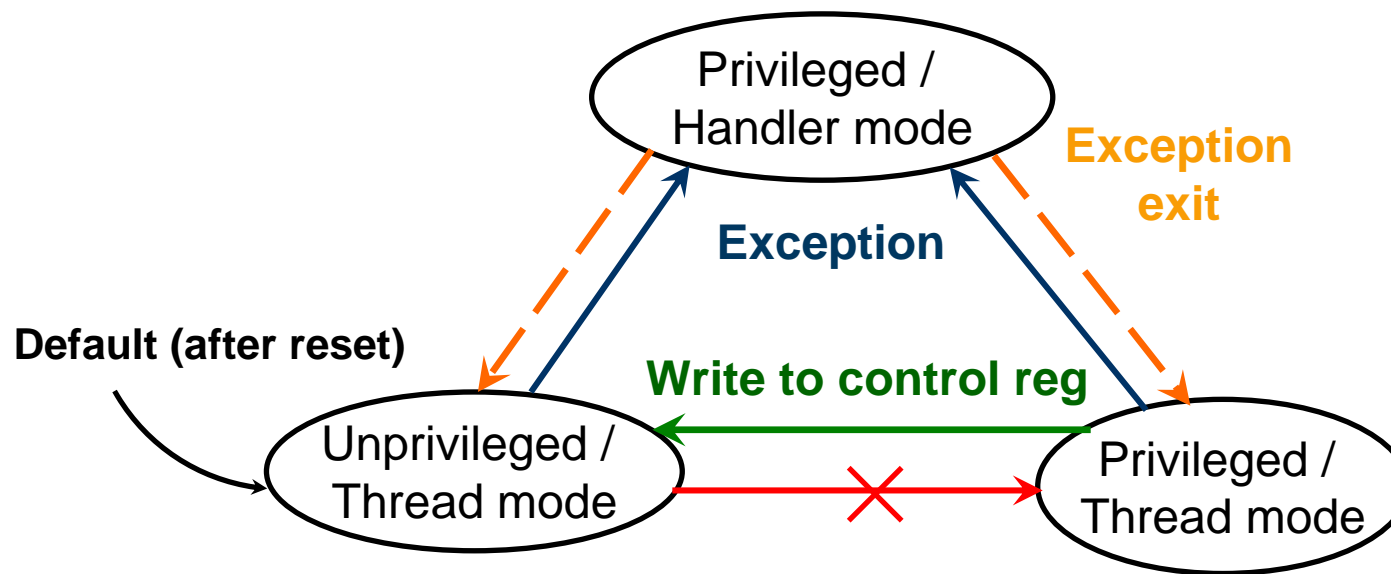 Privileged /
Handler mode
Exception
exit
Exception
Default (after reset)
Write to control reg
Unprivileged /
Thread mode
Privileged /
Thread mode